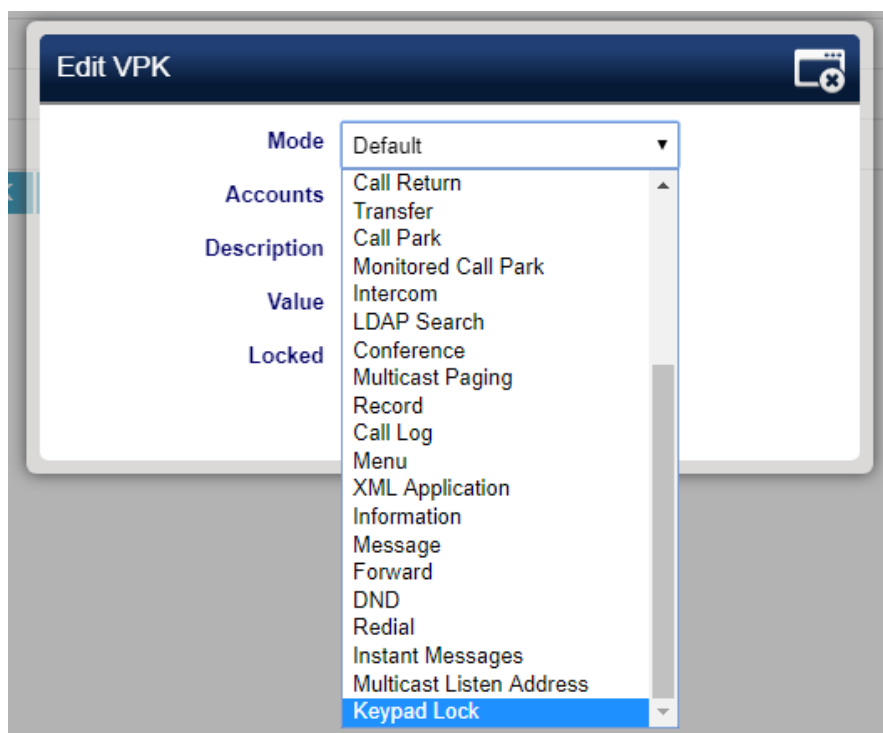 Edit VPK
Mode
Default
Accounts
Description
Value
Locked
Call Return
Transfer
Call Park
Monitored Call Park
Intercom
LDAP Search
Conference
Multicast Paging
Record
Call Log
Menu
XML Application
Information
Message
Forward
DND
Redial
Instant Messages
Multicast Listen Address
Keypad Lock